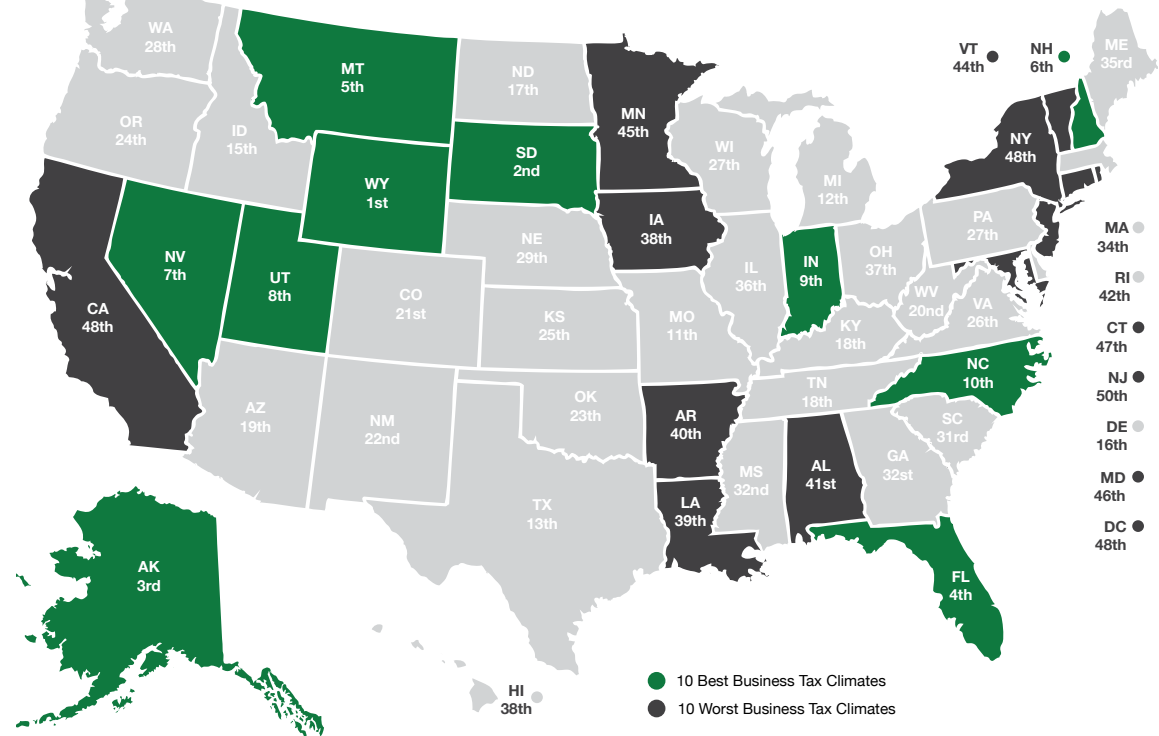 WA
28th
MT
5th
ND
17th
MN
45th
VT
44th
NH
6th
ME
35rd
OR
24th
ID
15th
WY
1st
SD
2nd
WI
27th
MI
12th
NY
48th
NV
7th
UT
8th
CO
21st
NE
29th
IA
38th
IL
36th
IN
9th
OH
37th
PA
27th
WV
20nd
VA
26th
KY
18th
MA
34th
RI
42th
CT
47th
NJ
50th
DE
16th
MD
46th
DC
48th
CA
48th
KS
25th
MO
11th
TN
18th
NC
10th
AZ
19th
NM
22nd
OK
23th
AR
40th
SC
31rd
MS
32nd
AL
41st
GA
32st
TX
13th
LA
39th
FL
4th
AK
3rd
HI
38th
10 Best Business Tax Climates
10 Worst Business Tax Climates